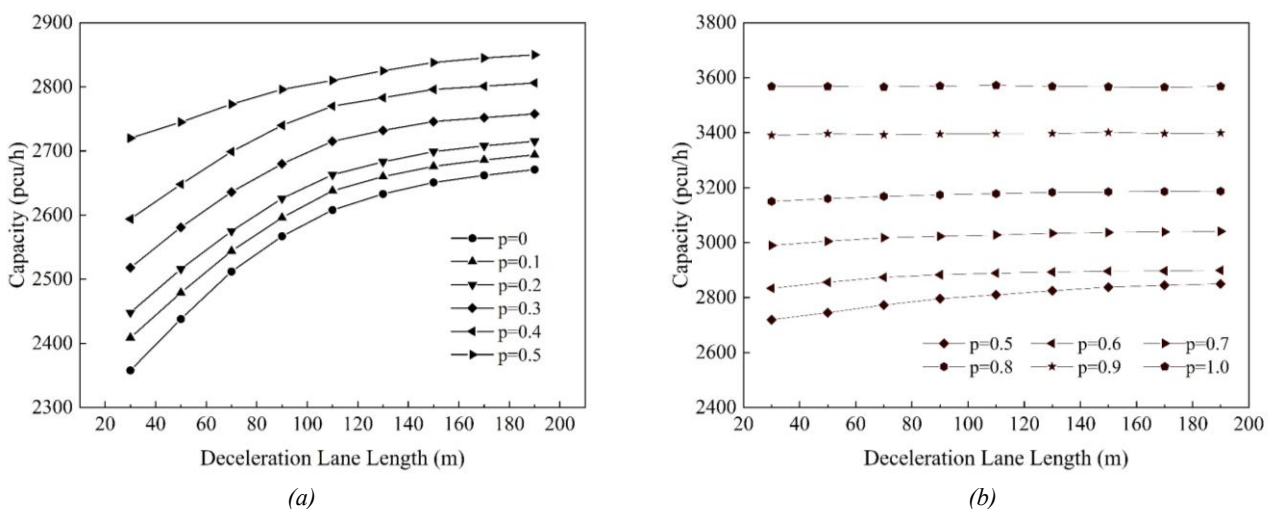 2900
2800
2700
2600
2500
2400
2300
Capacity (pcu/h)
p=0
p=0.1
p=0.2
p=0.3
p=0.4
p=0.5
20 40 60 80 100 120 140 160 180 200
Deceleration Lane Length (m)
(a)
3800
3600
3400
3200
3000
2800
2600
2400
Capacity (pcu/h)
p=0.5 p=0.6 p=0.7
p=0.8 p=0.9 p=1.0
20 40 60 80 100 120 140 160 180 200
Deceleration Lane Length (m)
(b)